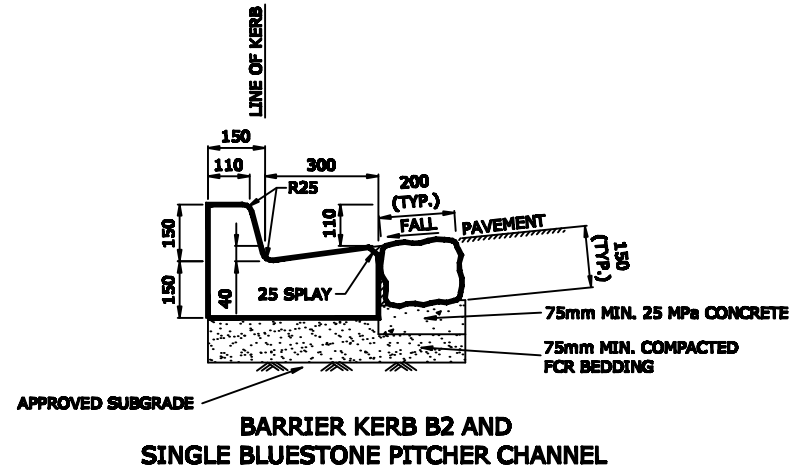 LINE OF KERB
150
110
300
R25
200
(TYP.)
FALL
PAVEMENT
110
150
150
(TYP.)
150
40
25 SPLAY
75mm MIN. 25 MPa CONCRETE
75mm MIN. COMPACTED
FCR BEDDING
APPROVED SUBGRADE
BARRIER KERB B2 AND
SINGLE BLUESTONE PITCHER CHANNEL